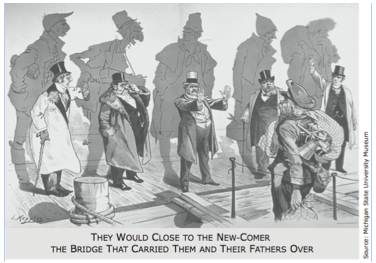 THEY WOULD CLOSE TO THE NEW-COMER
THE BRIDGE THAT CARRIED THEM AND THEIR FATHERS OVER
Source: Michigan State University Museum